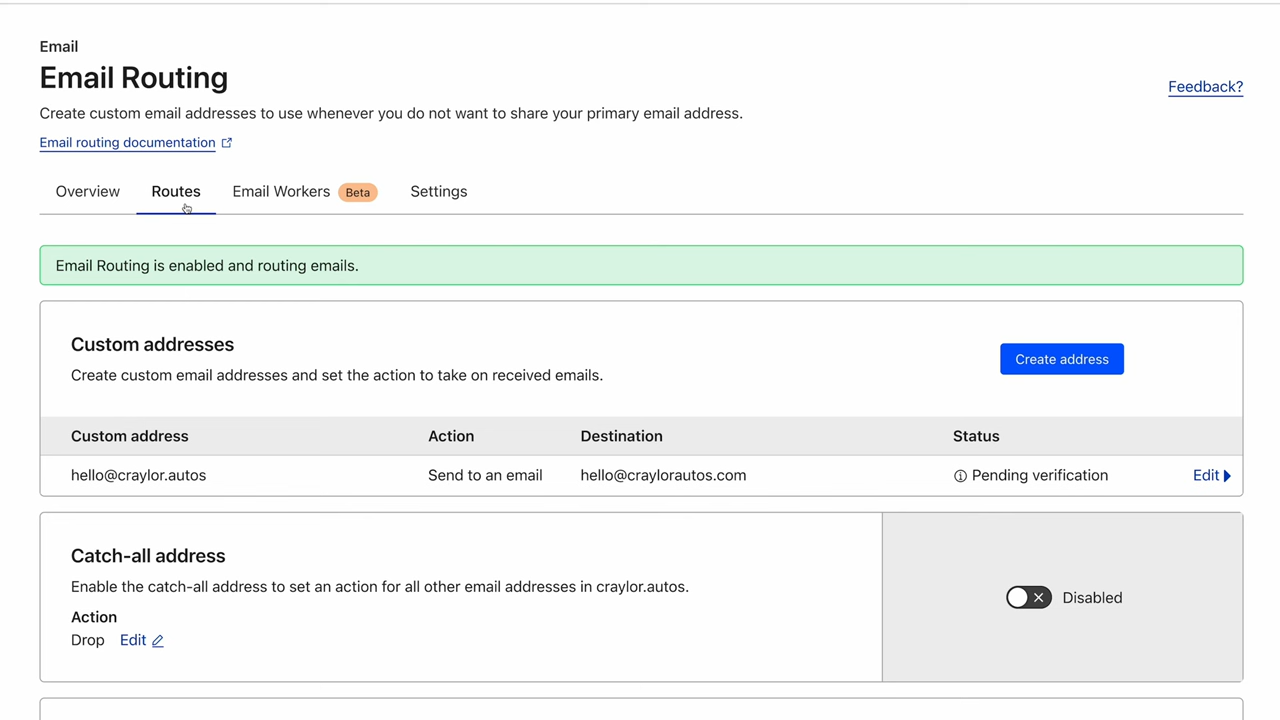 Email
Email Routing
Feedback?
Create custom email addresses to use whenever you do not want to share your primary email address.
Email routing documentation
Overview Routes Email Workers Beta Settings
Email Routing is enabled and routing emails.
Custom addresses
Create custom email addresses and set the action to take on received emails.
Create address
Custom address Action Destination Status
hello@craylor.autos Send to an email hello@craylorautos.com Pending verification Edit
Catch-all address
Enable the catch-all address to set an action for all other email addresses in craylor.autos.
Action
Drop Edit
Disabled